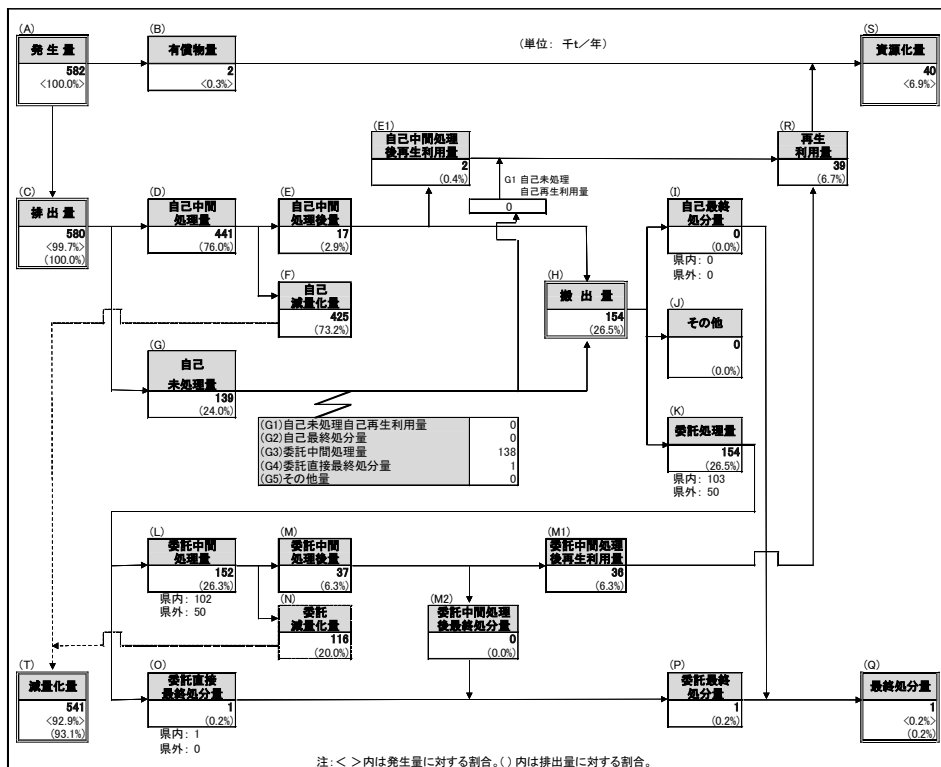 (A)
発生量
582
<100.0%>
(B)
有償物量
2
<0.3%>
(単位： 千t／年)
(S)
資源化量
40
<6.9%>
(E1)
自己中間処理
後再生利用量
2
(0.4%)
G1 自己未処理
自己再生利用量
0
(R)
再生
利用量
39
(6.7%)
(C)
排出量
580
<99.7%>
(100.0%)
(D)
自己中間
処理量
441
(76.0%)
(E)
自己中間
処理後量
17
(2.9%)
(I)
自己最終
処分量
0
(0.0%)
県内： 0
県外： 0
(F)
自己
減量化量
425
(73.2%)
(H)
搬出量
154
(26.5%)
(J)
その他
0
(0.0%)
(G)
自己
未処理量
139
(24.0%)
(G1)自己未処理自己再生利用量 0
(G2)自己最終処分量 0
(G3)委託中間処理量 138
(G4)委託直接最終処分量 1
(G5)その他量 0
(K)
委託処理量
154
(26.5%)
県内： 103
県外： 50
(L)
委託中間
処理量
152
(26.3%)
県内： 102
県外： 50
(M)
委託中間
処理後量
37
(6.3%)
(M1)
委託中間処理
後再生利用量
36
(6.3%)
(N)
委託
減量化量
116
(20.0%)
(M2)
委託中間処理
後最終処分量
0
(0.0%)
(T)
減量化量
541
<92.9%>
(93.1%)
(O)
委託直接
最終処分量
1
(0.2%)
県内： 1
県外： 0
(P)
委託最終
処分量
1
(0.2%)
(Q)
最終処分量
1
<0.2%>
(0.2%)
注：< >内は発生量に対する割合。( )内は排出量に対する割合。